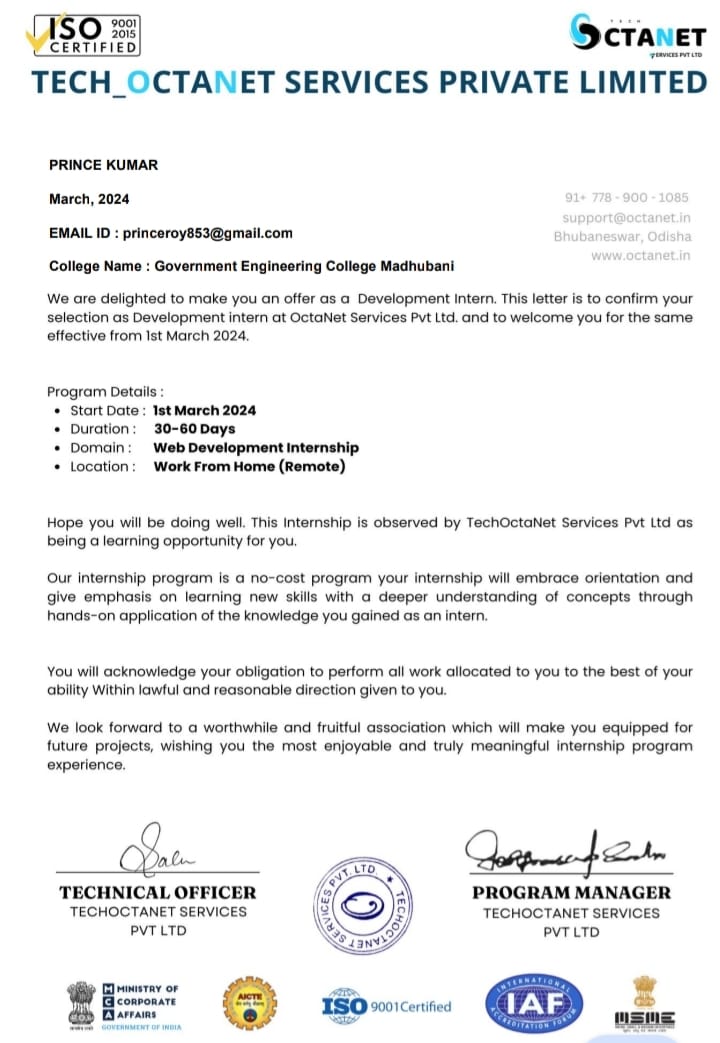 ISO 9001
2015
CERTIFIED
TECH
OCTANET
SERVICES PVT LTD
TECH_OCTANET SERVICES PRIVATE LIMITED
PRINCE KUMAR
March, 2024
EMAIL ID : princeroy853@gmail.com
College Name : Government Engineering College Madhubani
91+ 778 - 900 - 1085
support@octanet.in
Bhubaneswar, Odisha
www.octanet.in
We are delighted to make you an offer as a Development Intern. This letter is to confirm your
selection as Development intern at OctaNet Services Pvt Ltd. and to welcome you for the same
effective from 1st March 2024.
Program Details :
• Start Date : 1st March 2024
• Duration : 30-60 Days
• Domain : Web Development Internship
• Location : Work From Home (Remote)
Hope you will be doing well. This Internship is observed by TechOctaNet Services Pvt Ltd as
being a learning opportunity for you.
Our internship program is a no-cost program your internship will embrace orientation and
give emphasis on learning new skills with a deeper understanding of concepts through
hands-on application of the knowledge you gained as an intern.
You will acknowledge your obligation to perform all work allocated to you to the best of your
ability Within lawful and reasonable direction given to you.
We look forward to a worthwhile and fruitful association which will make you equipped for
future projects, wishing you the most enjoyable and truly meaningful internship program
experience.
TECHNICAL OFFICER
TECHOCTANET SERVICES
PVT LTD
TECHOCTANET SERVICES PVT. LTD.
PROGRAM MANAGER
TECHOCTANET SERVICES
PVT LTD
MINISTRY OF
CORPORATE
AFFAIRS
GOVERNMENT OF INDIA
AICTE
ISO 9001Certified
INTERNATIONAL
IAF
ACCREDITATION FORUM
MSME